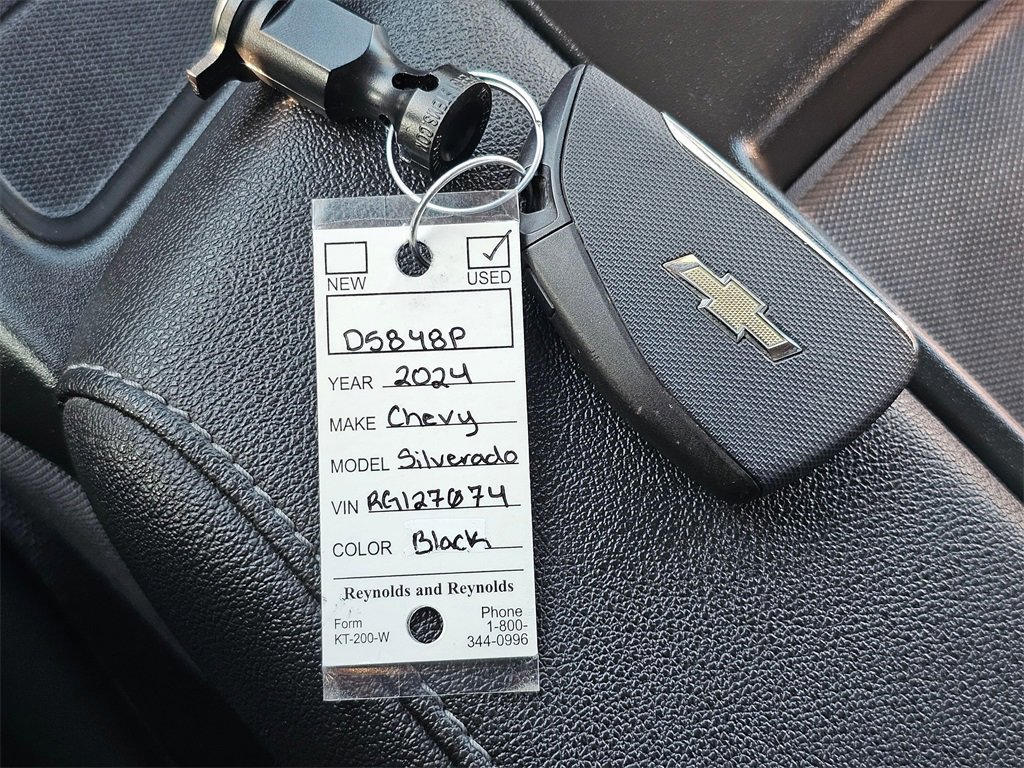 NEW USED
D5848P
YEAR 2024
MAKE Chevy
MODEL Silverado
VIN RG127074
COLOR Black
Reynolds and Reynolds
Form
KT-200-W
Phone
1-800-
344-0996